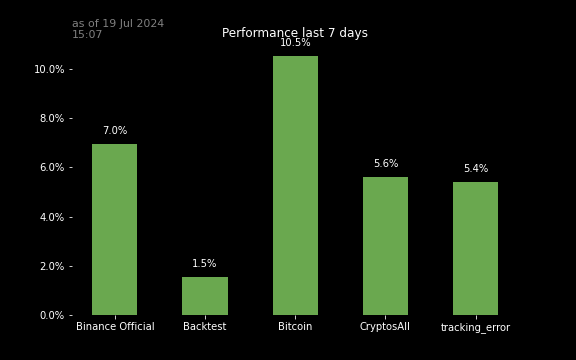 as of 19 Jul 2024
15:07
Performance last 7 days
10.5%
10.0%
8.0%
7.0%
6.0%
5.6%
5.4%
4.0%
2.0%
1.5%
0.0%
Binance Official
Backtest
Bitcoin
CryptosAll
tracking_error